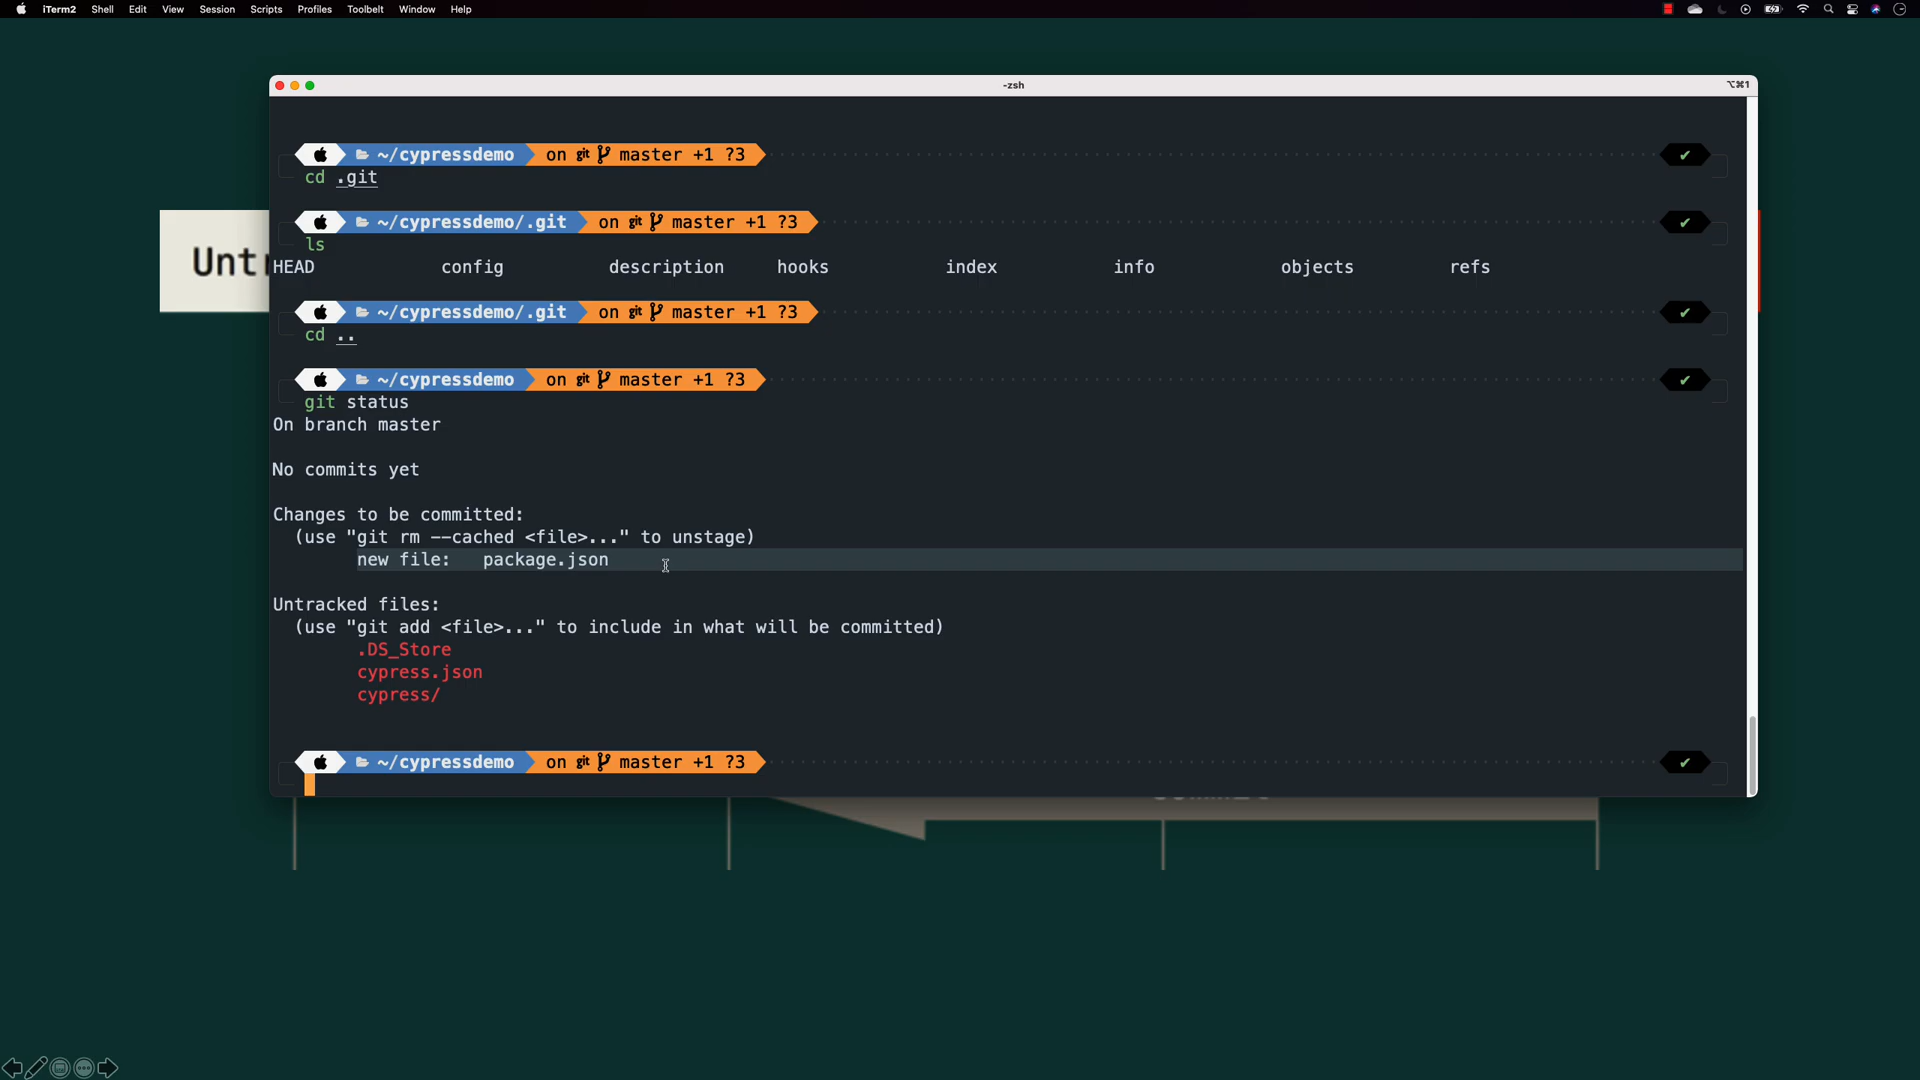 iTerm2 Shell Edit View Session Scripts Profiles Toolbelt Window Help
-zsh ⌥⌘1
~/cypressdemo on git master +1 ?3 ✔
cd .git
~/cypressdemo/.git on git master +1 ?3 ✔
ls
HEAD config description hooks index info objects refs
~/cypressdemo/.git on git master +1 ?3 ✔
cd ..
~/cypressdemo on git master +1 ?3 ✔
git status
On branch master
No commits yet
Changes to be committed:
(use "git rm --cached <file>..." to unstage)
new file: package.json
Untracked files:
(use "git add <file>..." to include in what will be committed)
.DS_Store
cypress.json
cypress/
~/cypressdemo on git master +1 ?3 ✔